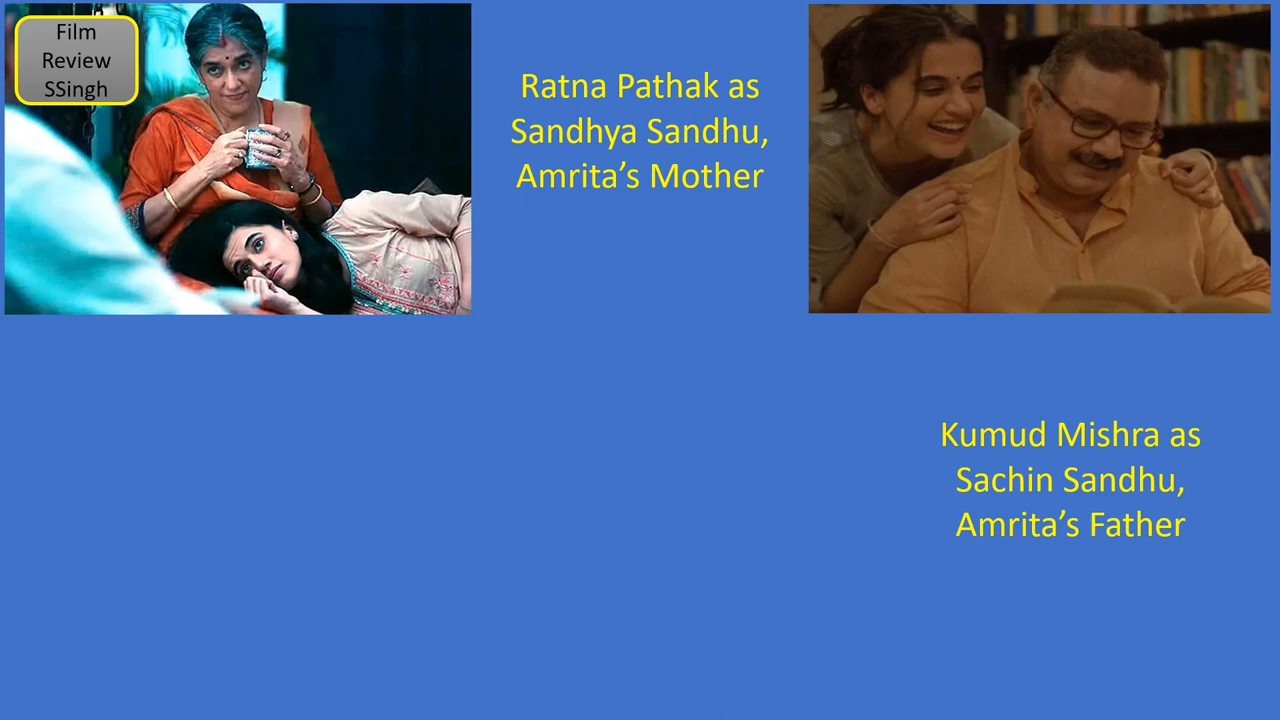 Film
Review
SSingh
Ratna Pathak as
Sandhya Sandhu,
Amrita’s Mother
Kumud Mishra as
Sachin Sandhu,
Amrita’s Father